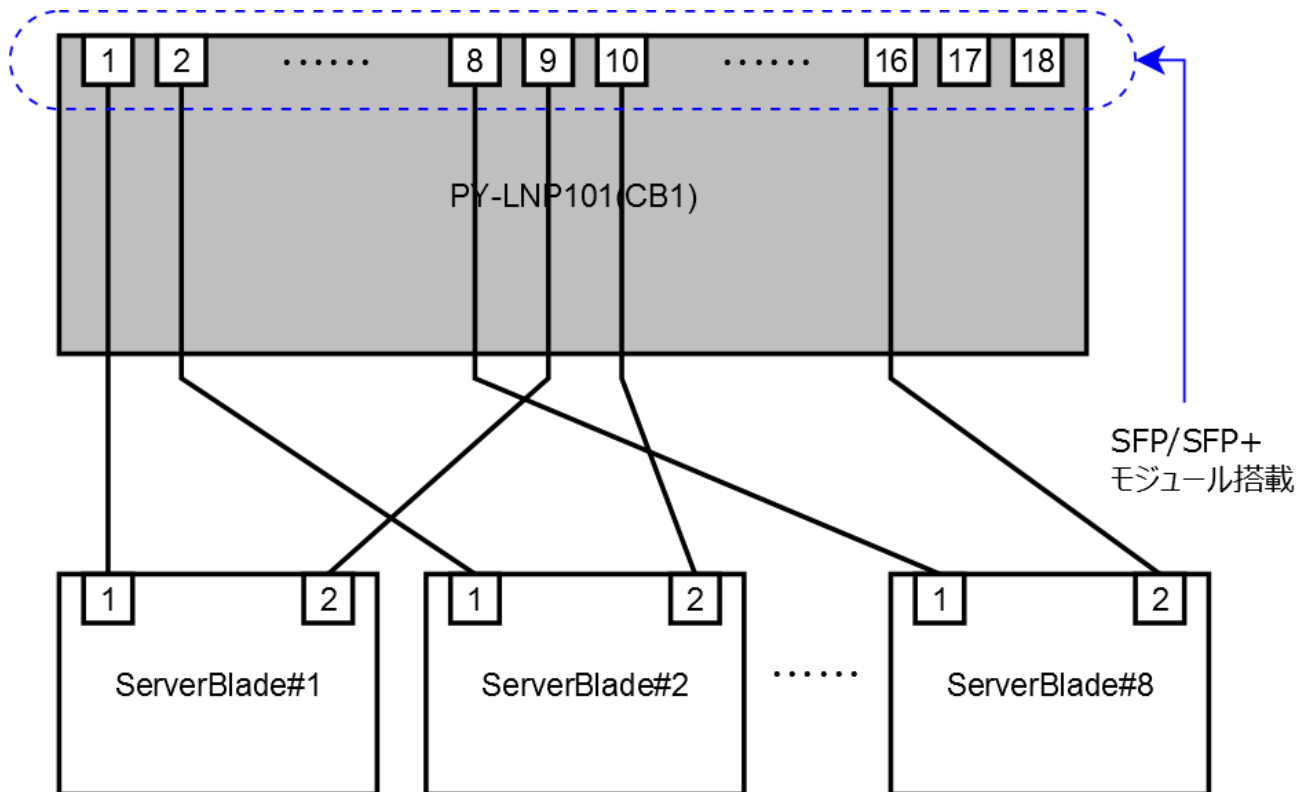 1 2 ⋯⋯ 8 9 10 ⋯⋯ 16 17 18
PY-LNP101(CB1)
SFP/SFP+
モジュール搭載
1 2 1 2 1 2
ServerBlade#1 ServerBlade#2 ⋯⋯ ServerBlade#8